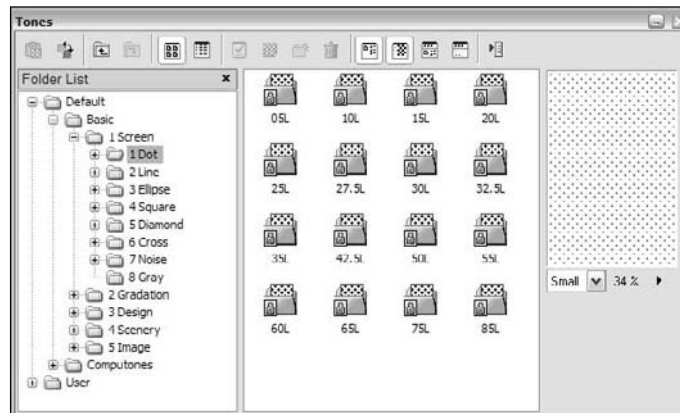 Tones
Folder List
Default
Basic
1 Screen
1 Dot
2 Line
3 Ellipse
4 Square
5 Diamond
6 Cross
7 Noise
8 Gray
2 Gradation
3 Design
4 Scenery
5 Image
Computones
User
05L 10L 15L 20L
25L 27.5L 30L 32.5L
35L 42.5L 50L 55L
60L 65L 75L 85L
Small 34 %